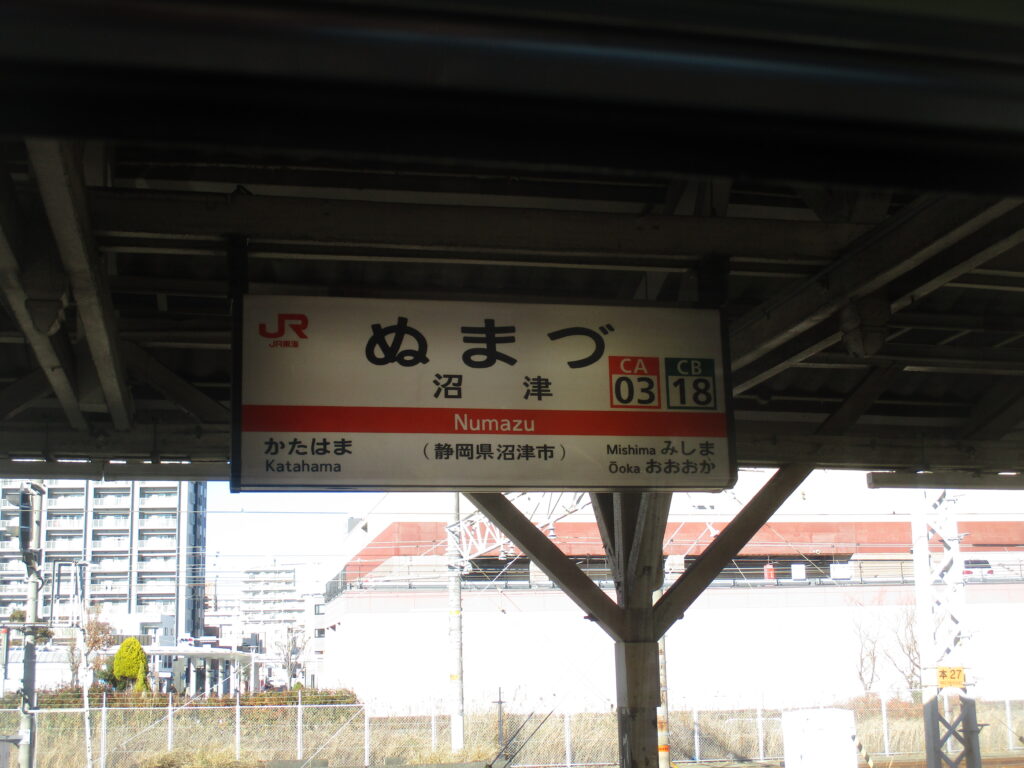 JR
JR東海
ぬまづ
沼津
CA
03
CB
18
Numazu
かたはま
Katahama
(静岡県沼津市)
Mishima みしま
Ōoka おおおか
本27